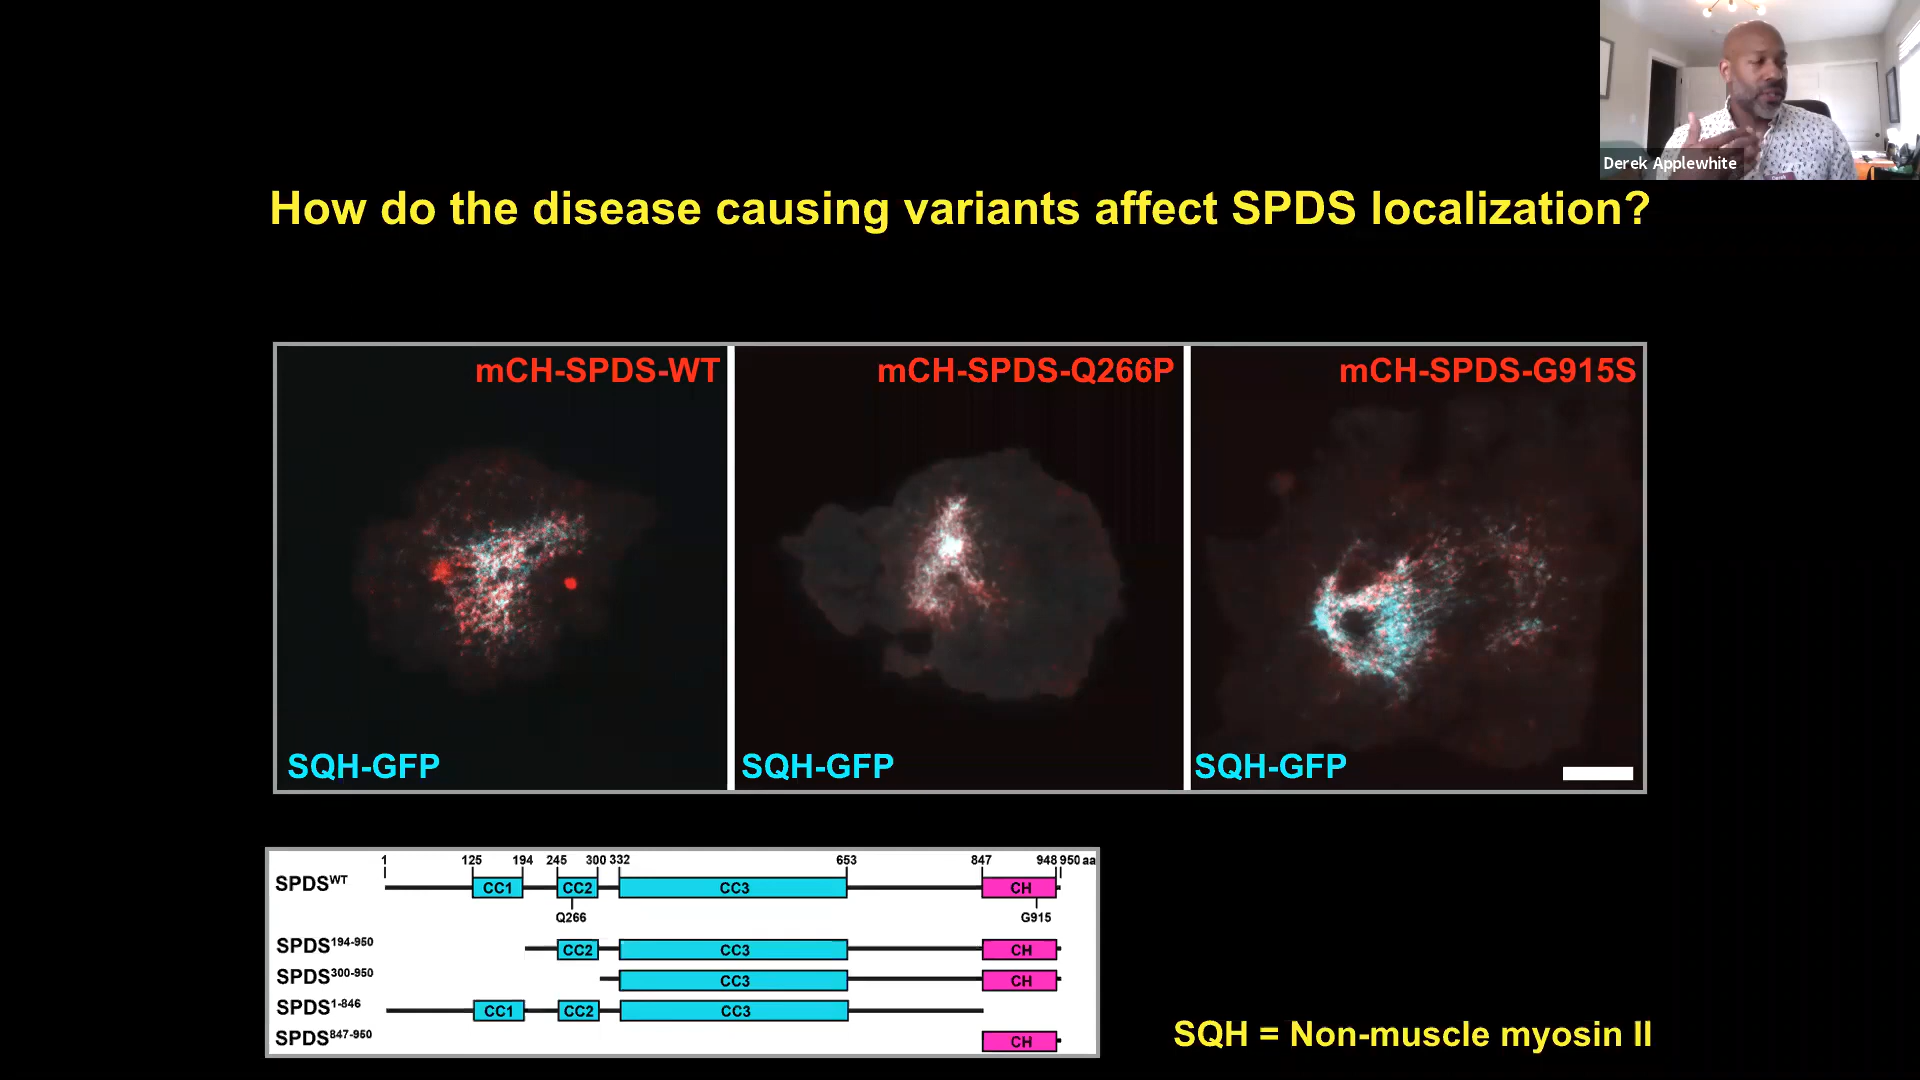 Derek Applewhite
How do the disease causing variants affect SPDS localization?
mCH-SPDS-WT
mCH-SPDS-Q266P
mCH-SPDS-G915S
SQH-GFP
SQH-GFP
SQH-GFP
1 125 194 245 300 332 653 847 948 950 aa
SPDSWT CC1 CC2 CC3 CH
Q266 G915
SPDS194-950 CC2 CC3 CH
SPDS300-950 CC3 CH
SPDS1-846 CC1 CC2 CC3
SPDS847-950 CH
SQH = Non-muscle myosin II